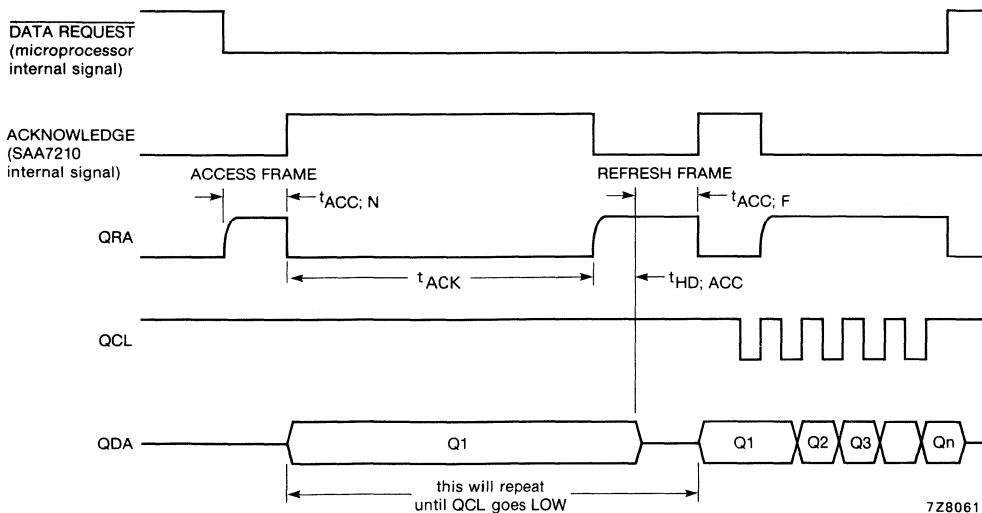 DATA REQUEST
(microprocessor
internal signal)
ACKNOWLEDGE
(SAA7210
internal signal)
ACCESS FRAME
REFRESH FRAME
tACC; N
tACC; F
QRA
tACK
tHD; ACC
QCL
QDA
Q1
Q1
Q2
Q3
Qn
this will repeat
until QCL goes LOW
7Z8061